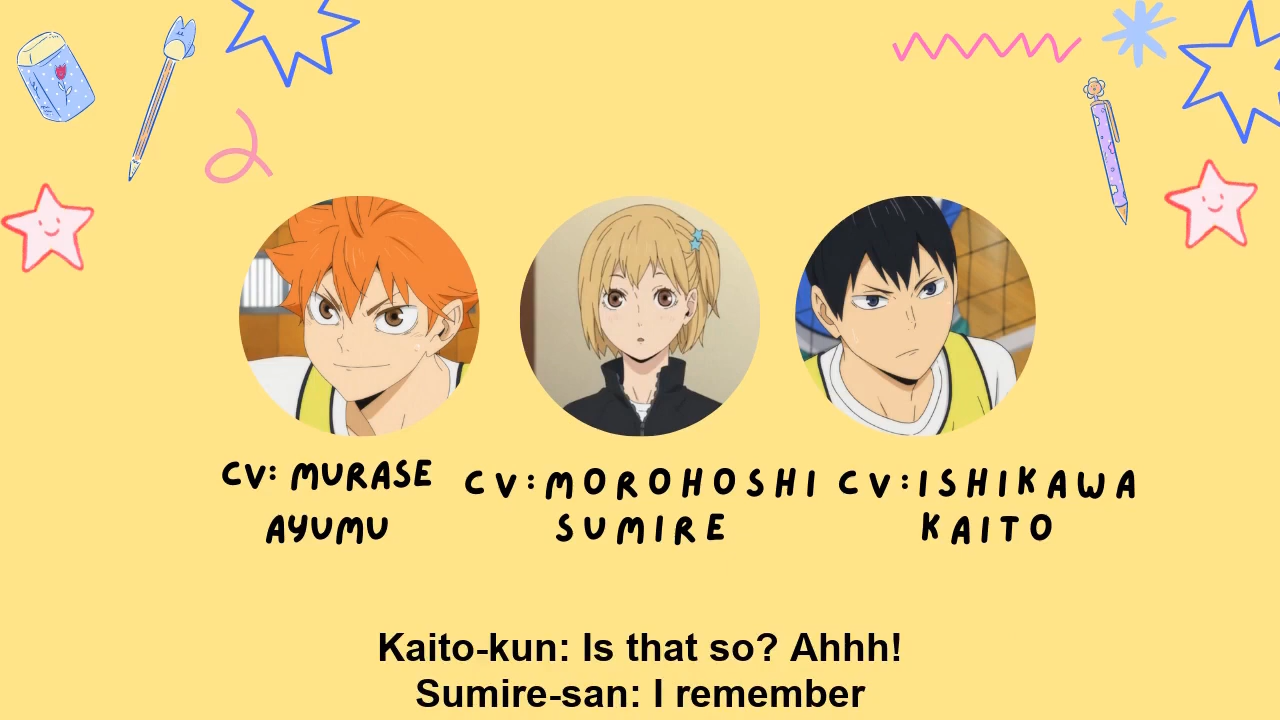 CV: MURASE
AYUMU
CV:MOROHOSHI
SUMIRE
CV:ISHIKAWA
KAITO
Kaito-kun: Is that so? Ahhh!
Sumire-san: I remember